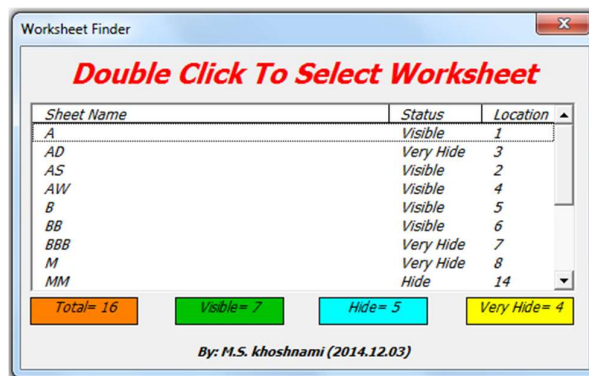 Worksheet Finder
Double Click To Select Worksheet
Sheet Name Status Location
A Visible 1
AD Very Hide 3
AS Visible 2
AW Visible 4
B Visible 5
BB Visible 6
BBB Very Hide 7
M Very Hide 8
MM Hide 14
Total= 16 Visible= 7 Hide= 5 Very Hide= 4
By: M.S. khoshnami (2014.12.03)